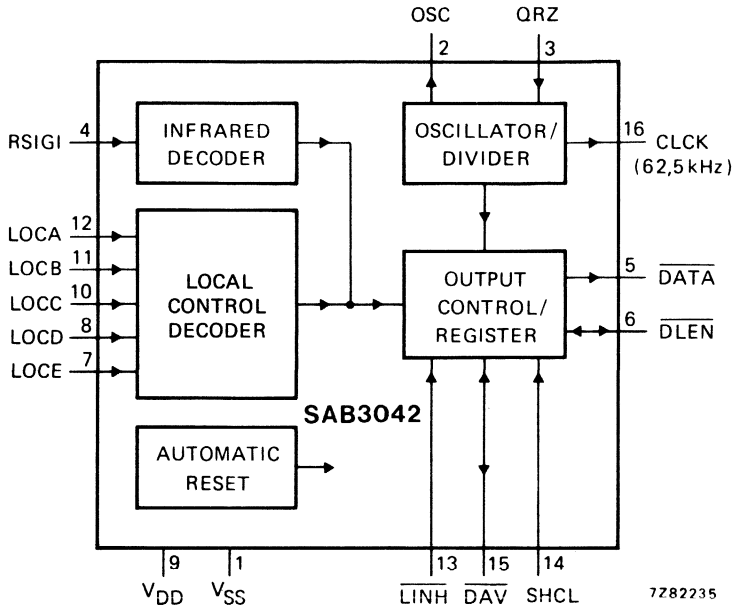 OSC QRZ
2 3
4
RSIGI
INFRARED
DECODER
OSCILLATOR/
DIVIDER
16
CLCK
(62,5 kHz)
12
LOCA
11
LOCB
10
LOCC
8
LOCD
7
LOCE
LOCAL
CONTROL
DECODER
OUTPUT
CONTROL/
REGISTER
5
DATA
6
DLEN
SAB3042
AUTOMATIC
RESET
9 1 13 15 14
VDD VSS LINH DAV SHCL
7Z82235